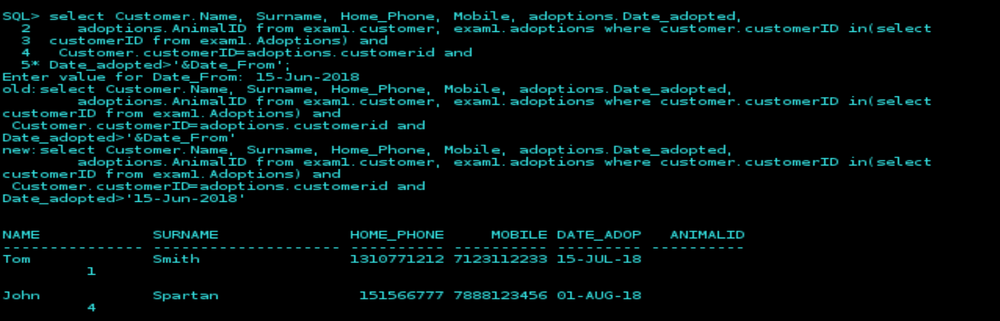 SQL> select Customer.Name, Surname, Home_Phone, Mobile, adoptions.Date_adopted,
  2      adoptions.AnimalID from exam1.customer, exam1.adoptions where customer.customerID in(select
  3  customerID from exam1.Adoptions) and
  4   Customer.customerID=adoptions.customerid and
  5* Date_adopted>'&Date_From';
Enter value for Date_From: 15-Jun-2018
old:select Customer.Name, Surname, Home_Phone, Mobile, adoptions.Date_adopted,
        adoptions.AnimalID from exam1.customer, exam1.adoptions where customer.customerID in(select
customerID from exam1.Adoptions) and
 Customer.customerID=adoptions.customerid and
Date_adopted>'&Date_From'
new:select Customer.Name, Surname, Home_Phone, Mobile, adoptions.Date_adopted,
        adoptions.AnimalID from exam1.customer, exam1.adoptions where customer.customerID in(select
customerID from exam1.Adoptions) and
 Customer.customerID=adoptions.customerid and
Date_adopted>'15-Jun-2018'
NAME            SURNAME              HOME_PHONE     MOBILE DATE_ADOP   ANIMALID
--------------- -------------------- ---------- ---------- --------- ----------
Tom             Smith                1310771212 7123112233 15-JUL-18
         1
John            Spartan               151566777 7888123456 01-AUG-18
         4